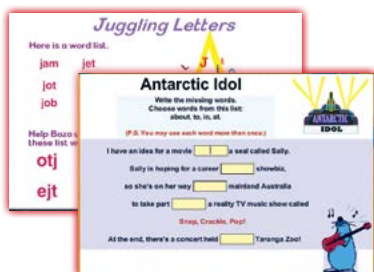 Juggling Letters
Here is a word list.
jam jet
jot
job
Help Bozo
these list w
otj
ejt
Antarctic Idol
Write the missing words.
Choose words from this list:
about, to, in, at.
(P.S. You may use each word more than once.)
I have an idea for a movie a seal called Sally.
Sally is hoping for a career showbiz,
so she's on her way mainland Australia
to take part a reality TV music show called
Snap, Crackle, Pop!
At the end, there's a concert held Taronga Zoo!
ANTARCTIC
IDOL